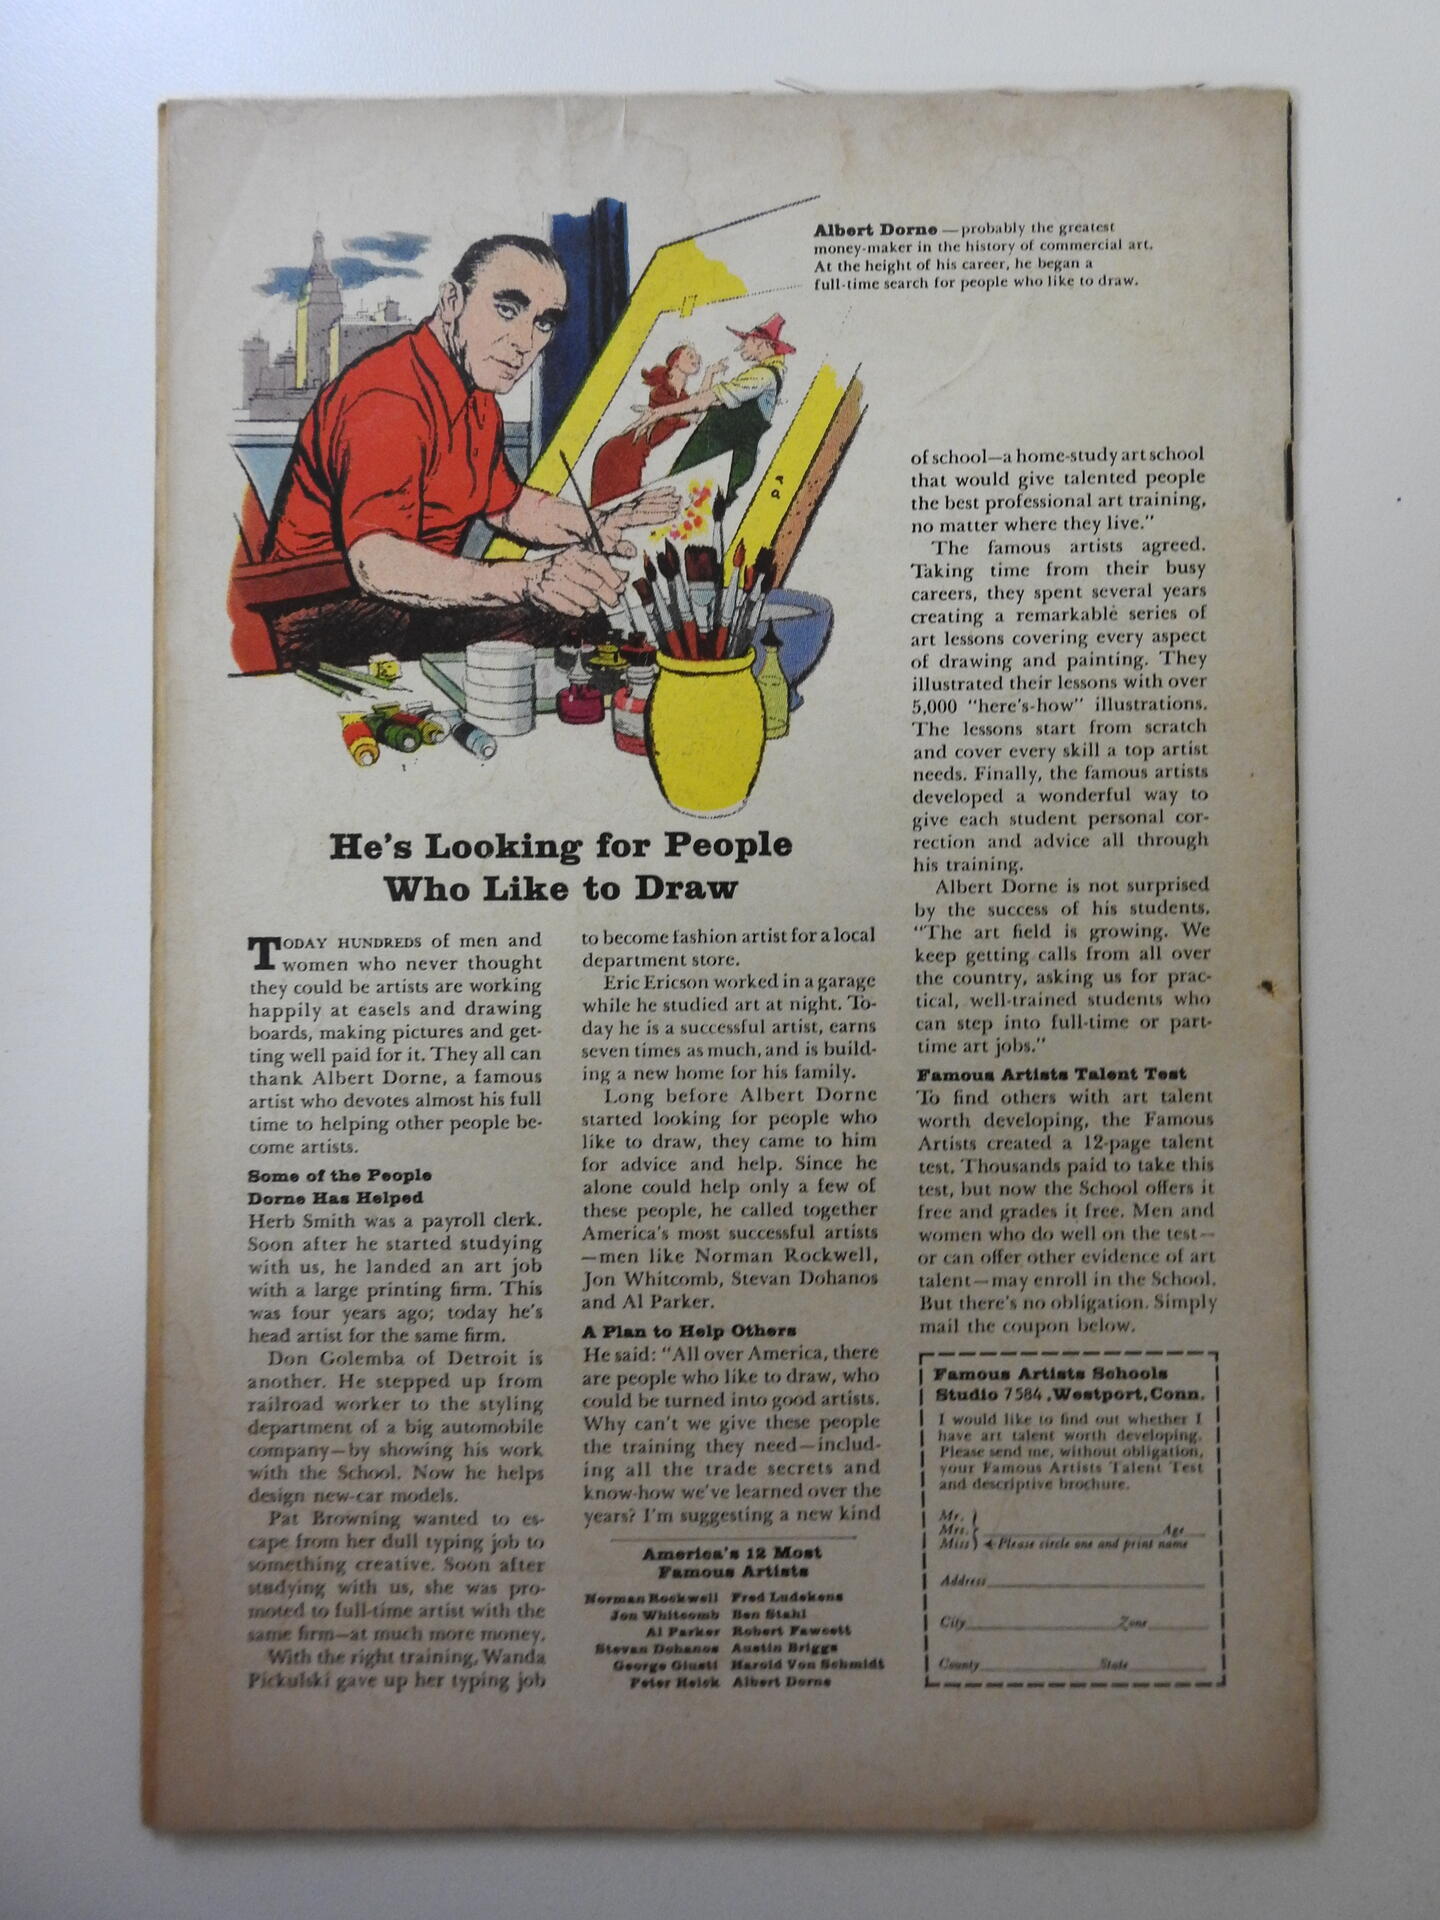 Albert Dorne — probably the greatest
money-maker in the history of commercial art.
At the height of his career, he began a
full-time search for people who like to draw.
He's Looking for People
Who Like to Draw
TODAY HUNDREDS of men and
women who never thought
they could be artists are working
happily at easels and drawing
boards, making pictures and get-
ting well paid for it. They all can
thank Albert Dorne, a famous
artist who devotes almost his full
time to helping other people be-
come artists.
Some of the People
Dorne Has Helped
Herb Smith was a payroll clerk.
Soon after he started studying
with us, he landed an art job
with a large printing firm. This
was four years ago; today he's
head artist for the same firm.
Don Golemba of Detroit is
another. He stepped up from
railroad worker to the styling
department of a big automobile
company—by showing his work
with the School. Now he helps
design new-car models.
Pat Browning wanted to es-
cape from her dull typing job to
something creative. Soon after
studying with us, she was pro-
moted to full-time artist with the
same firm—at much more money.
With the right training, Wanda
Pickulski gave up her typing job
to become fashion artist for a local
department store.
Eric Ericson worked in a garage
while he studied art at night. To-
day he is a successful artist, earns
seven times as much, and is build-
ing a new home for his family.
Long before Albert Dorne
started looking for people who
like to draw, they came to him
for advice and help. Since he
alone could help only a few of
these people, he called together
America's most successful artists
—men like Norman Rockwell,
Jon Whitcomb, Stevan Dohanos
and Al Parker.
A Plan to Help Others
He said: "All over America, there
are people who like to draw, who
could be turned into good artists.
Why can't we give these people
the training they need—includ-
ing all the trade secrets and
know-how we've learned over the
years? I'm suggesting a new kind
America's 12 Most
Famous Artists
Norman Rockwell Fred Ludekens
Jon Whitcomb Ben Stahl
Al Parker Robert Fawcett
Stevan Dohanos Austin Briggs
George Giusti Harold Von Schmidt
Peter Helck Albert Dorne
of school—a home-study art school
that would give talented people
the best professional art training,
no matter where they live."
The famous artists agreed.
Taking time from their busy
careers, they spent several years
creating a remarkable series of
art lessons covering every aspect
of drawing and painting. They
illustrated their lessons with over
5,000 "here's-how" illustrations.
The lessons start from scratch
and cover every skill a top artist
needs. Finally, the famous artists
developed a wonderful way to
give each student personal cor-
rection and advice all through
his training.
Albert Dorne is not surprised
by the success of his students.
"The art field is growing. We
keep getting calls from all over
the country, asking us for prac-
tical, well-trained students who
can step into full-time or part-
time art jobs."
Famous Artists Talent Test
To find others with art talent
worth developing, the Famous
Artists created a 12-page talent
test. Thousands paid to take this
test, but now the School offers it
free and grades it free. Men and
women who do well on the test—
or can offer other evidence of art
talent—may enroll in the School.
But there's no obligation. Simply
mail the coupon below.
Famous Artists Schools
Studio 7584, Westport, Conn.
I would like to find out whether I
have art talent worth developing.
Please send me, without obligation,
your Famous Artists Talent Test
and descriptive brochure.
Mr.
Mrs. Age
Miss Please circle one and print name
Address
City Zone
County State